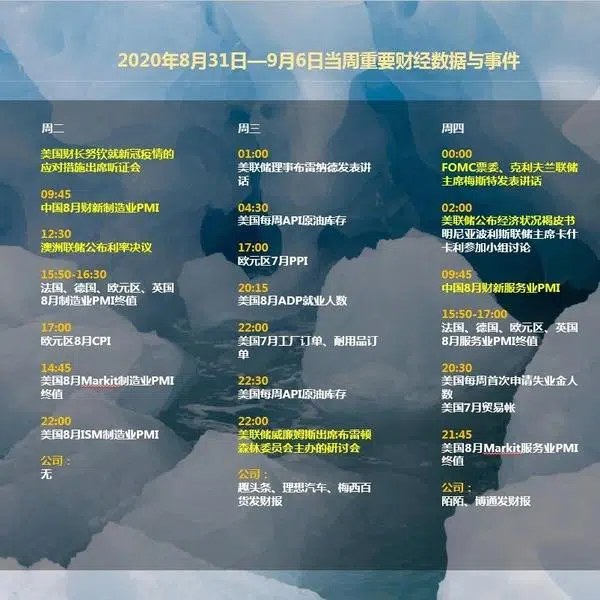 2020年8月31日—9月6日当周重要财经数据与事件
周二
美国财长努钦就新冠疫情的
应对措施出席听证会
09:45
中国8月财新制造业PMI
12:30
澳洲联储公布利率决议
15:50-16:30
法国、德国、欧元区、英国
8月制造业PMI终值
17:00
欧元区8月CPI
14:45
美国8月Markit制造业PMI
终值
22:00
美国8月ISM制造业PMI
公司：
无
周三
01:00
美联储理事布雷纳德发表讲
话
04:30
美国每周API原油库存
17:00
欧元区7月PPI
20:15
美国8月ADP就业人数
22:00
美国7月工厂订单、耐用品订
单
22:30
美国每周API原油库存
22:00
美联储威廉姆斯出席布雷顿
森林委员会主办的研讨会
公司：
趣头条、理想汽车、梅西百
货发财报
周四
00:00
FOMC票委、克利夫兰联储
主席梅斯特发表讲话
02:00
美联储公布经济状况褐皮书
明尼亚波利斯联储主席卡什
卡利参加小组讨论
09:45
中国8月财新服务业PMI
15:50-17:00
法国、德国、欧元区、英国
8月服务业PMI终值
20:30
美国每周首次申请失业金人
数
美国7月贸易帐
21:45
美国8月Markit服务业PMI
终值
公司：
陌陌、博通发财报